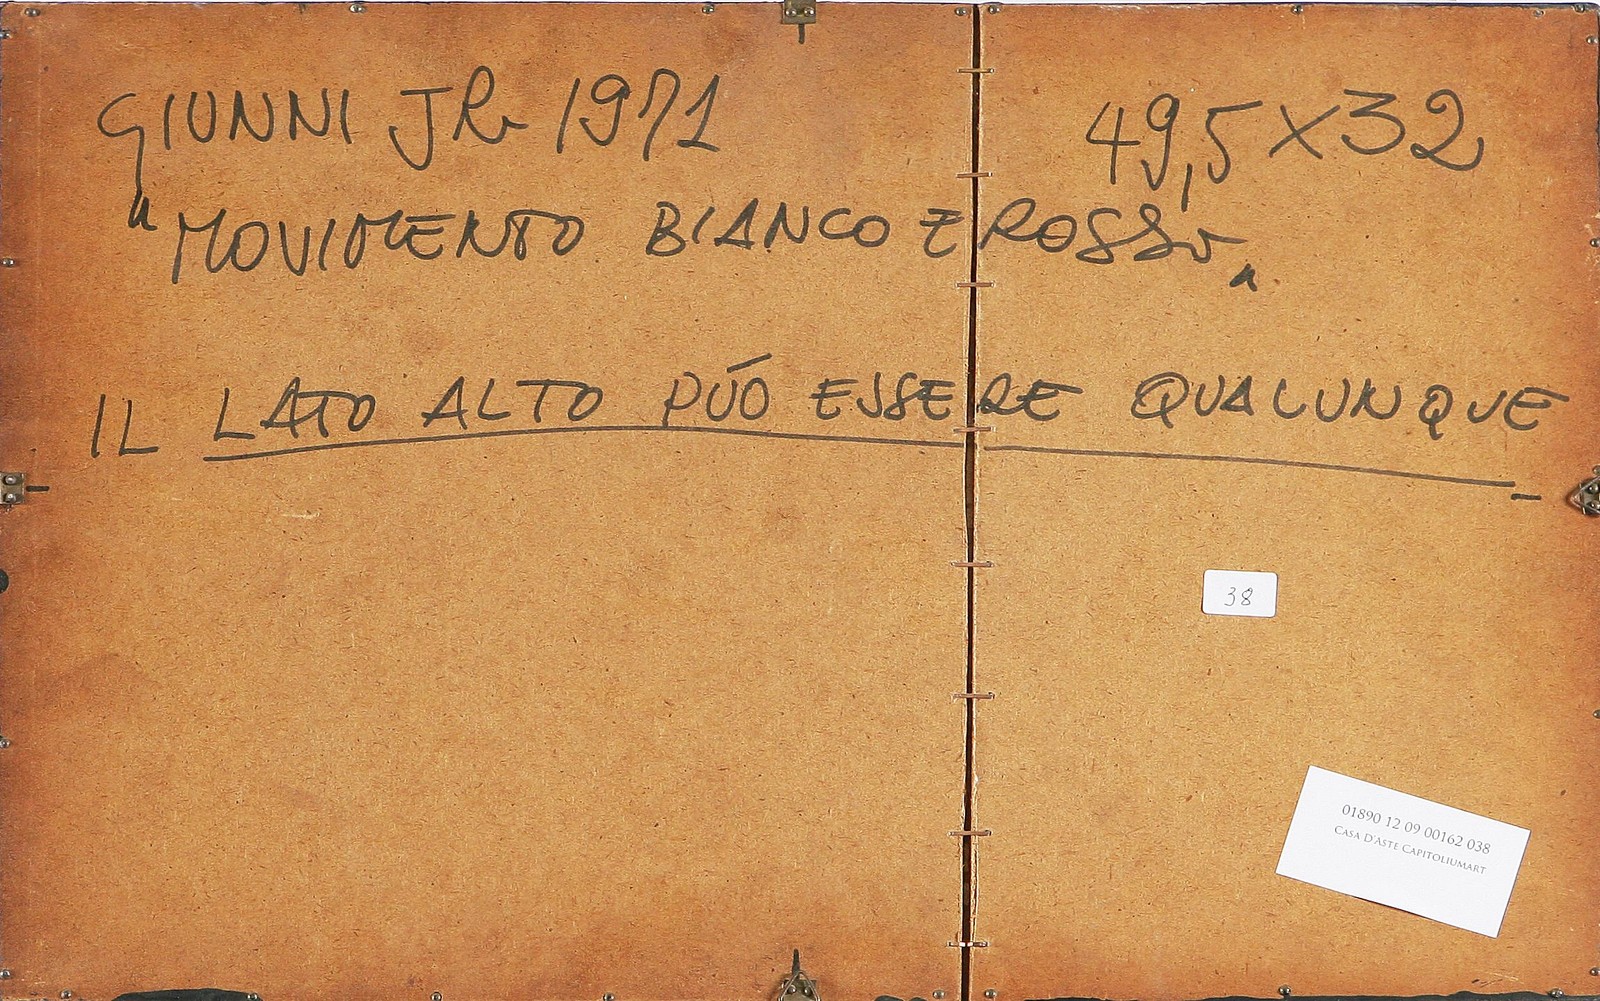 GIUNNI JR 1971
49,5 X 32
"MOVIMENTO BIANCO E ROSSO"
IL LATO ALTO PÚÓ ESSERE QUALUNQUE
38
01890 12 09 00162 038
CASA D'ASTE CAPITOLIUMART